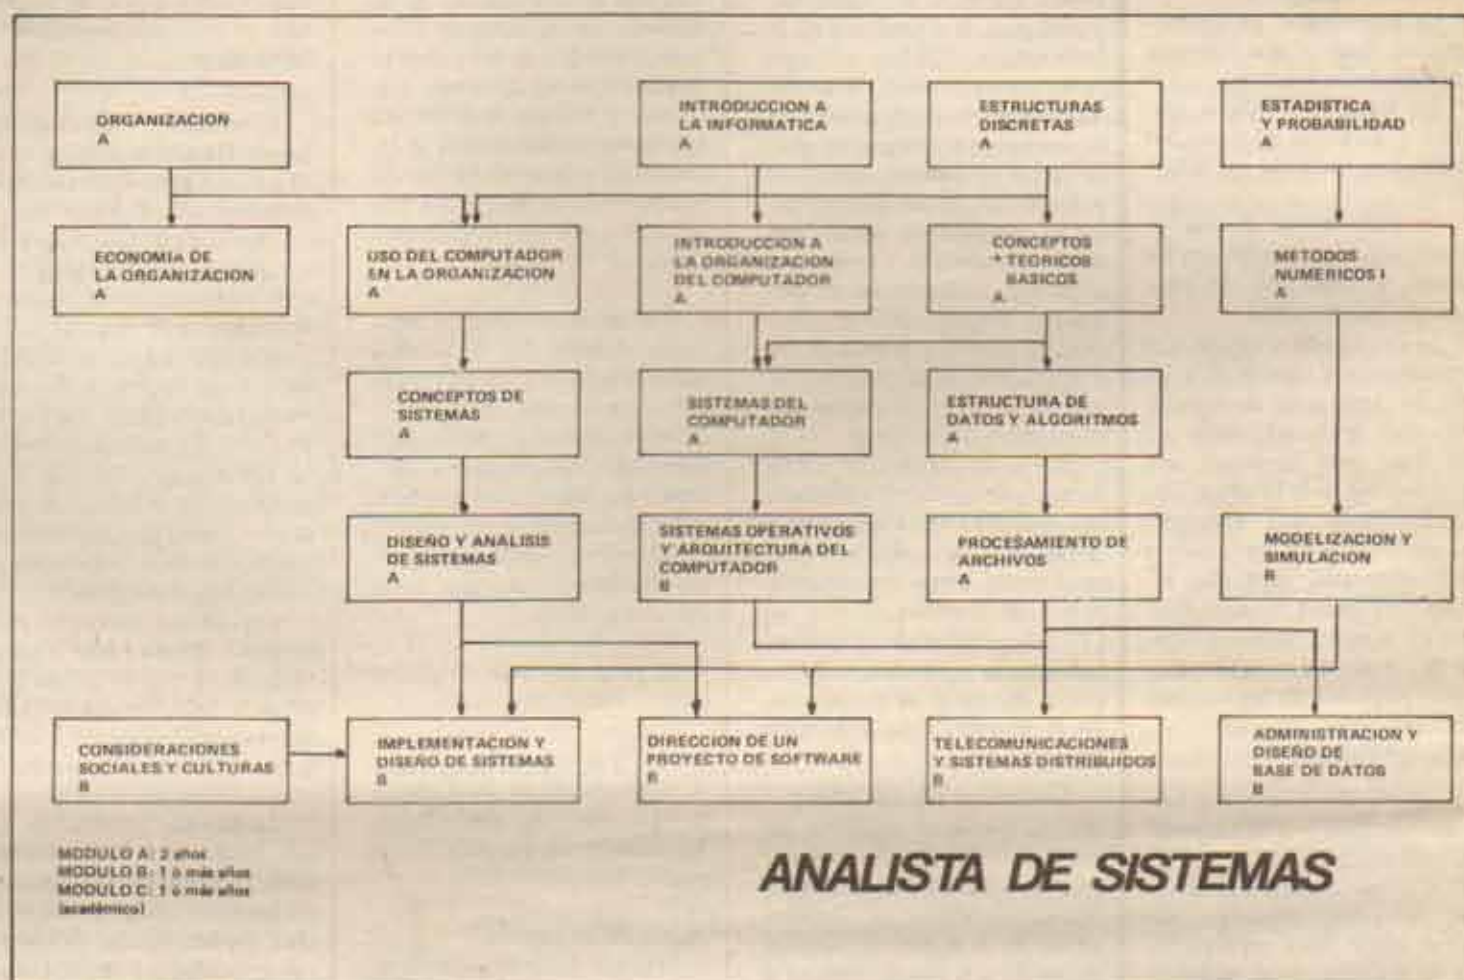 ORGANIZACION
A
INTRODUCCION A
LA INFORMATICA
A
ESTRUCTURAS
DISCRETAS
A
ESTADISTICA
Y PROBABILIDAD
A
ECONOMIA DE
LA ORGANIZACION
A
USO DEL COMPUTADOR
EN LA ORGANIZACION
A
INTRODUCCION A
LA ORGANIZACION
DEL COMPUTADOR
A
CONCEPTOS
TEORICOS
BASICOS
A
METODOS
NUMERICOS I
A
CONCEPTOS DE
SISTEMAS
A
SISTEMAS DEL
COMPUTADOR
A
ESTRUCTURA DE
DATOS Y ALGORITMOS
A
DISEÑO Y ANALISIS
DE SISTEMAS
A
SISTEMAS OPERATIVOS
Y ARQUITECTURA DEL
COMPUTADOR
B
PROCESAMIENTO DE
ARCHIVOS
A
MODELIZACION Y
SIMULACION
B
CONSIDERACIONES
SOCIALES Y CULTURAS
B
IMPLEMENTACION Y
DISEÑO DE SISTEMAS
B
DIRECCION DE UN
PROYECTO DE SOFTWARE
B
TELECOMUNICACIONES
Y SISTEMAS DISTRIBUIDOS
B
ADMINISTRACION Y
DISEÑO DE
BASE DE DATOS
B
MODULO A: 2 años
MODULO B: 1 ó más años
MODULO C: 1 ó más años
(académico)
ANALISTA DE SISTEMAS